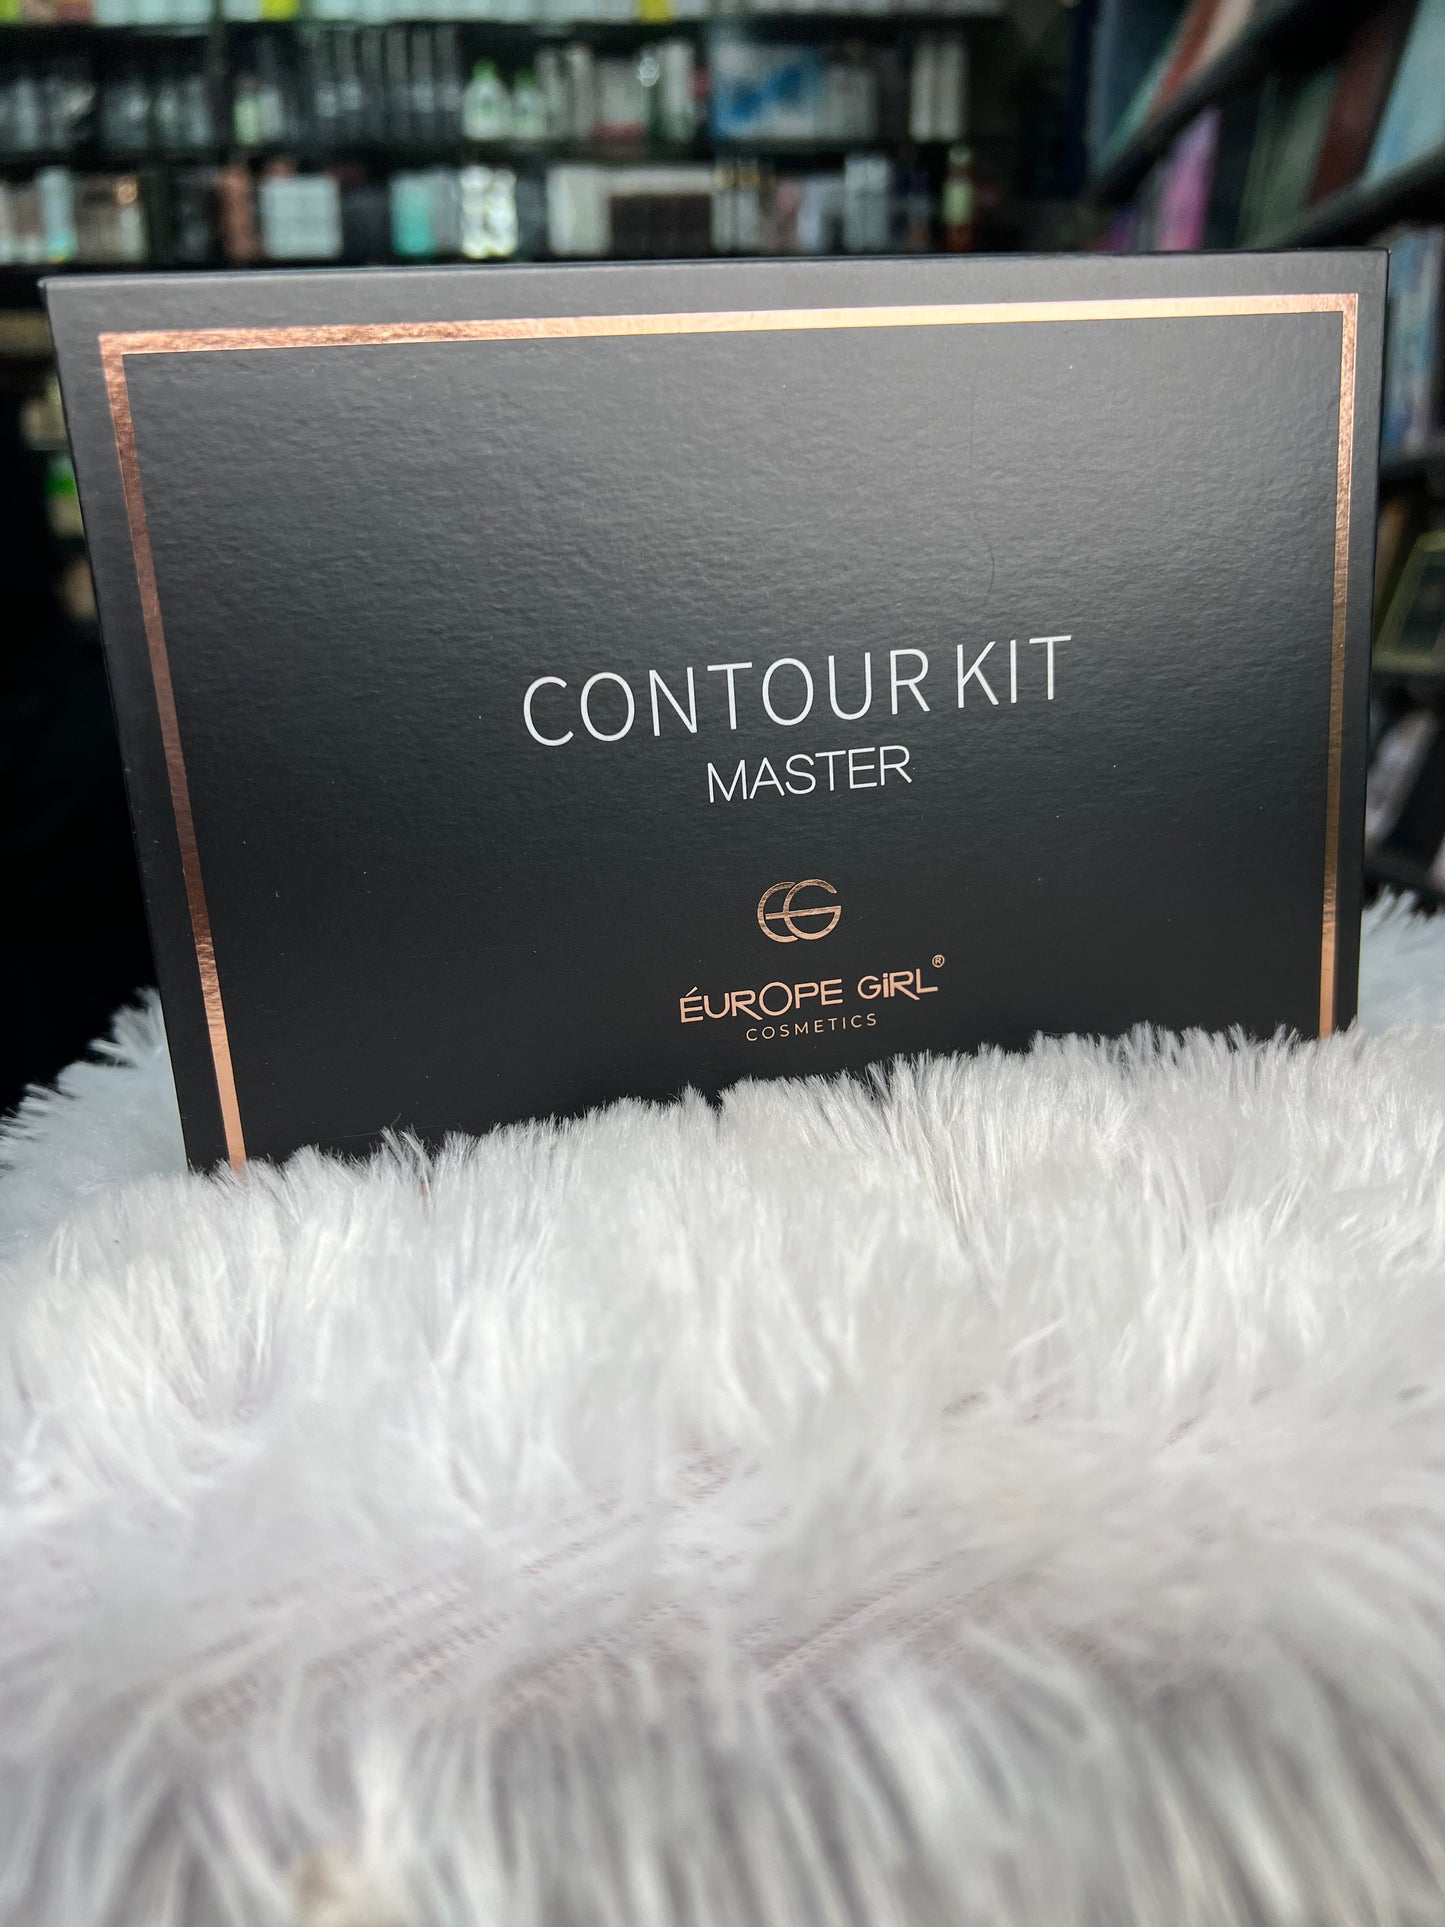 CONTOUR KIT
MASTER
EG
ÉUROPE GiRL®
COSMETICS